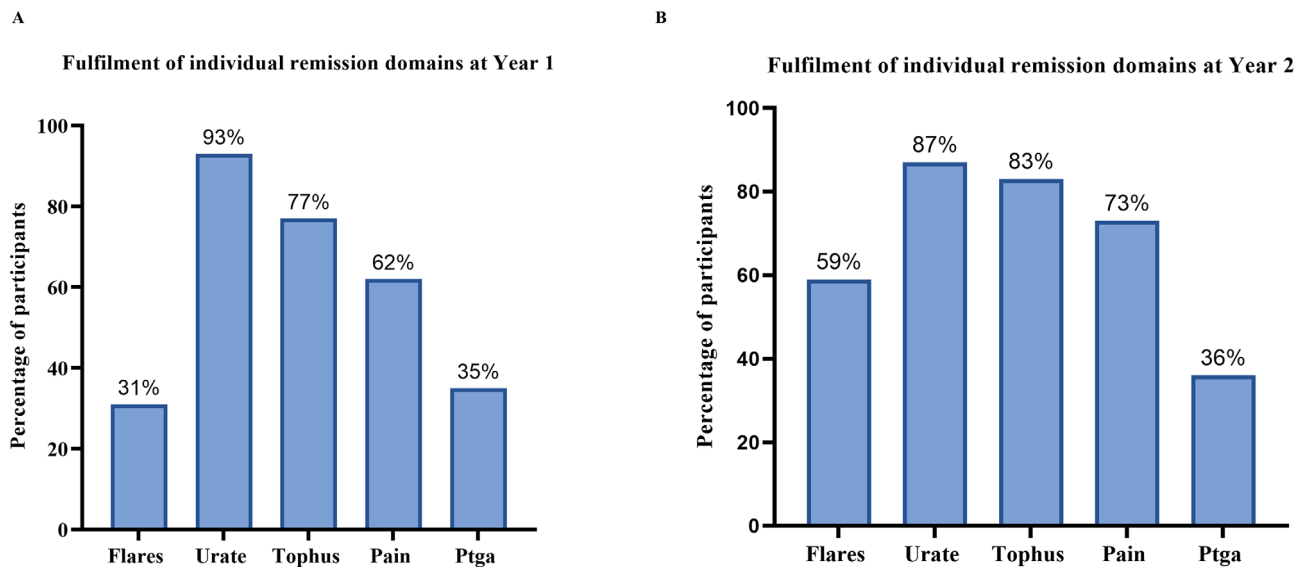 A
Fulfilment of individual remission domains at Year 1
Percentage of participants
100
80
60
40
20
0
31%
93%
77%
62%
35%
Flares
Urate
Tophus
Pain
Ptga
B
Fulfilment of individual remission domains at Year 2
Percentage of participants
100
80
60
40
20
0
59%
87%
83%
73%
36%
Flares
Urate
Tophus
Pain
Ptga